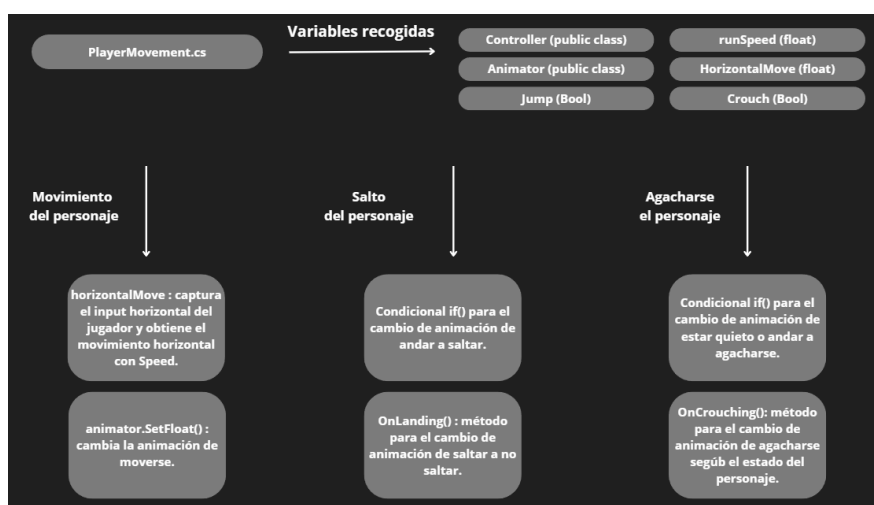 PlayerMovement.cs
Variables recogidas
Controller (public class)
runSpeed (float)
Animator (public class)
HorizontalMove (float)
Jump (Bool)
Crouch (Bool)
Movimiento
del personaje
Salto
del personaje
Agacharse
el personaje
horizontalMove : captura
el input horizontal del
jugador y obtiene el
movimiento horizontal
con Speed.
Condicional if() para el
cambio de animación de
andar a saltar.
Condicional if() para el
cambio de animación de
estar quieto o andar a
agacharse.
animator.SetFloat() :
cambia la animación de
moverse.
OnLanding() : método
para el cambio de
animación de saltar a no
saltar.
OnCrouching(): método
para el cambio de
animación de agacharse
segúb el estado del
personaje.